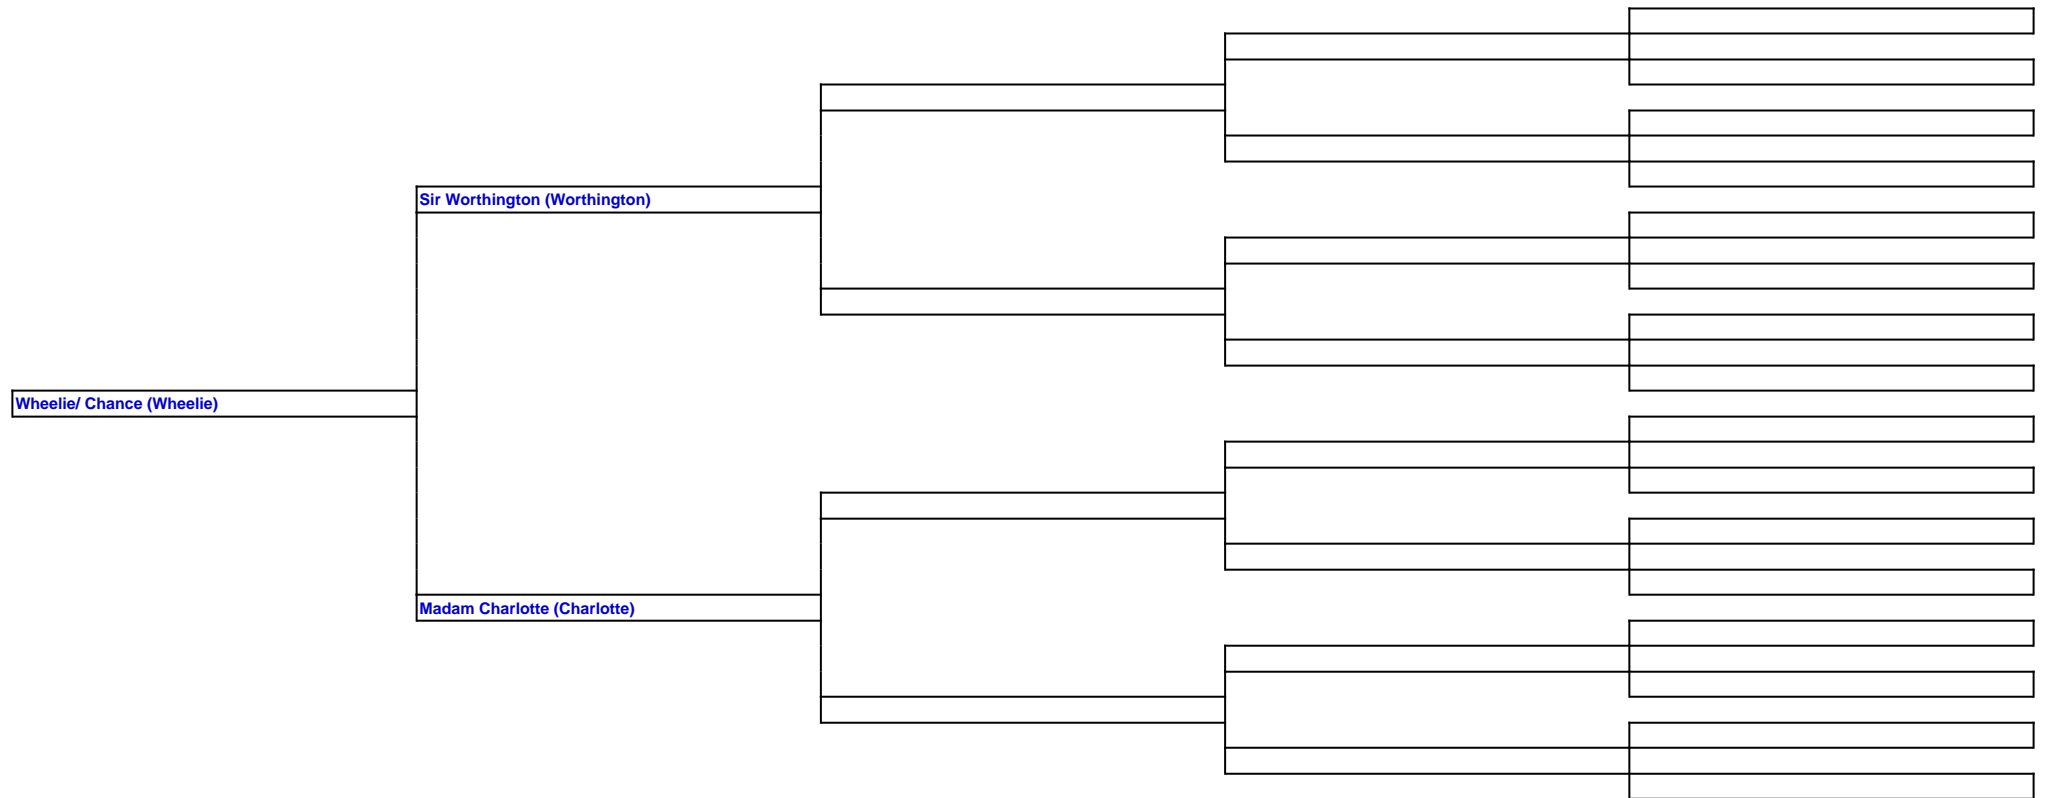 Sir Worthington (Worthington)
Wheelie/ Chance (Wheelie)
Madam Charlotte (Charlotte)